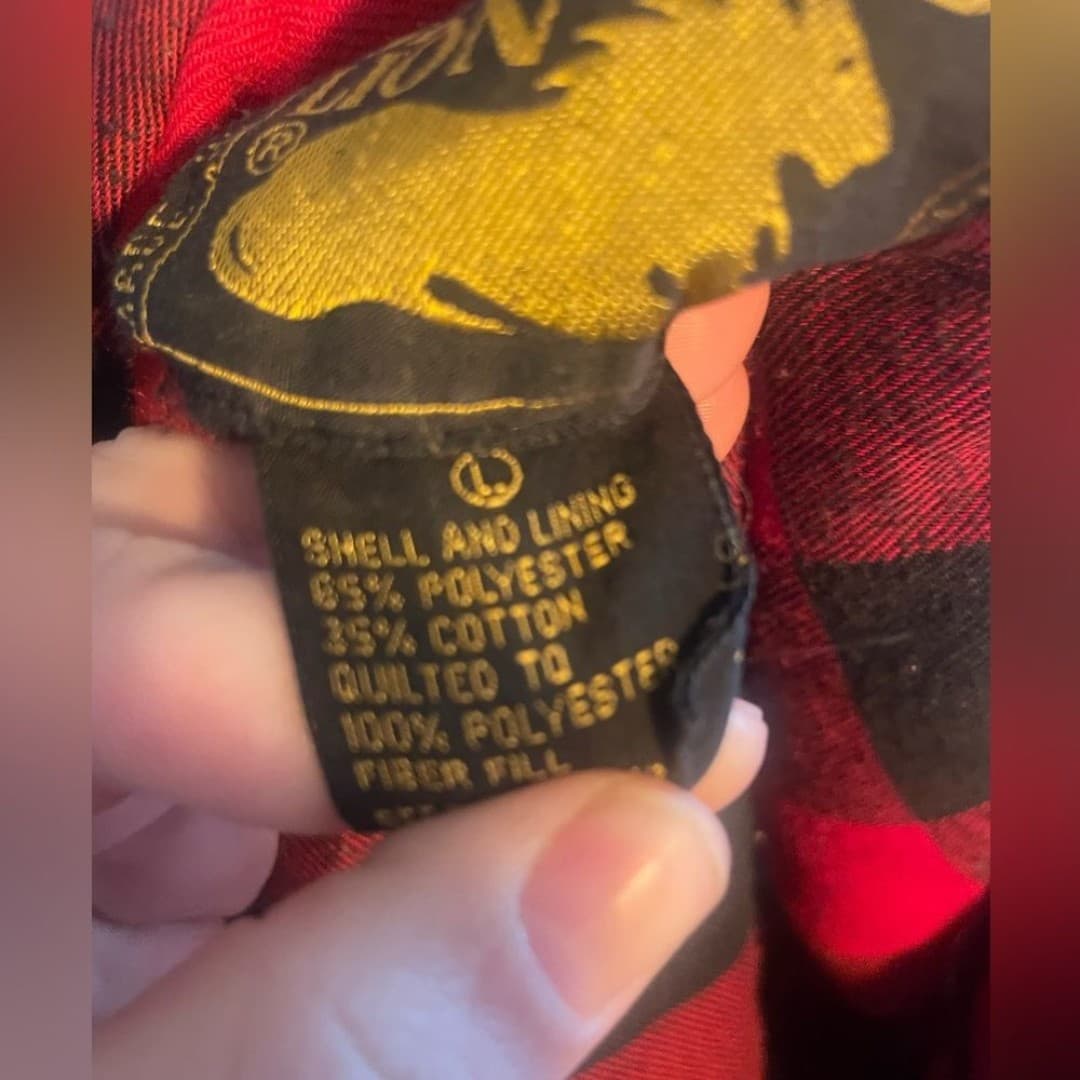 ®
L
SHELL AND LINING
65% POLYESTER
35% COTTON
QUILTED TO
100% POLYESTER
FIBER FILL